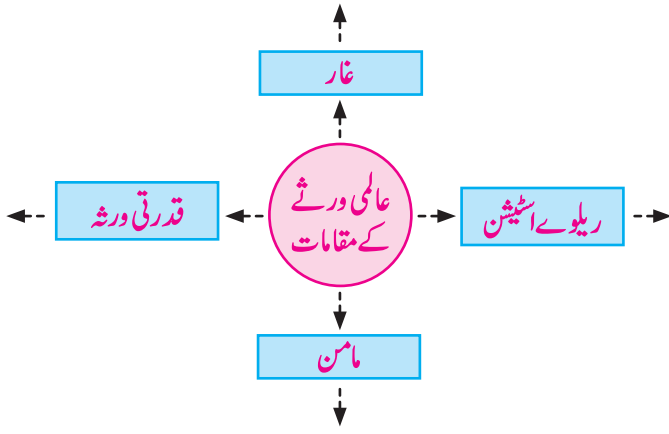 غار
عالمی ورثے
کے مقامات
ریلوے اسٹیشن
قدرتی ورثہ
مامن